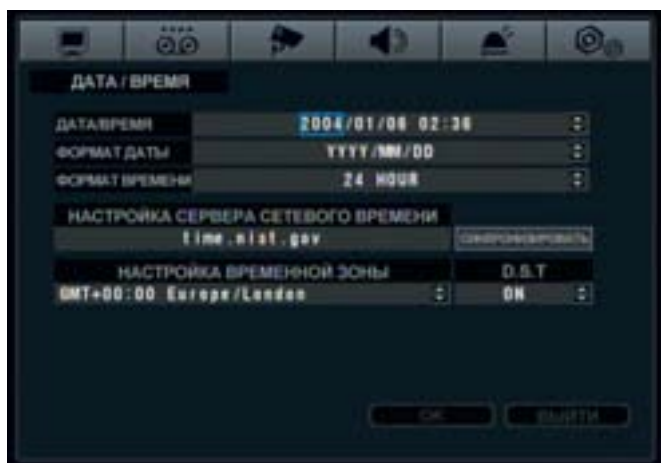 ДАТА / ВРЕМЯ
ДАТА/ВРЕМЯ 2004/01/06 02:36
ФОРМАТ ДАТЫ YYYY/MM/DD
ФОРМАТ ВРЕМЕНИ 24 HOUR
НАСТРОЙКА СЕРВЕРА СЕТЕВОГО ВРЕМЕНИ
time.nist.gov СИНХРОНИЗИРОВАТЬ
НАСТРОЙКА ВРЕМЕННОЙ ЗОНЫ D.S.T
GMT+00:00 Europe/London ON
OK ВЫЙТИ